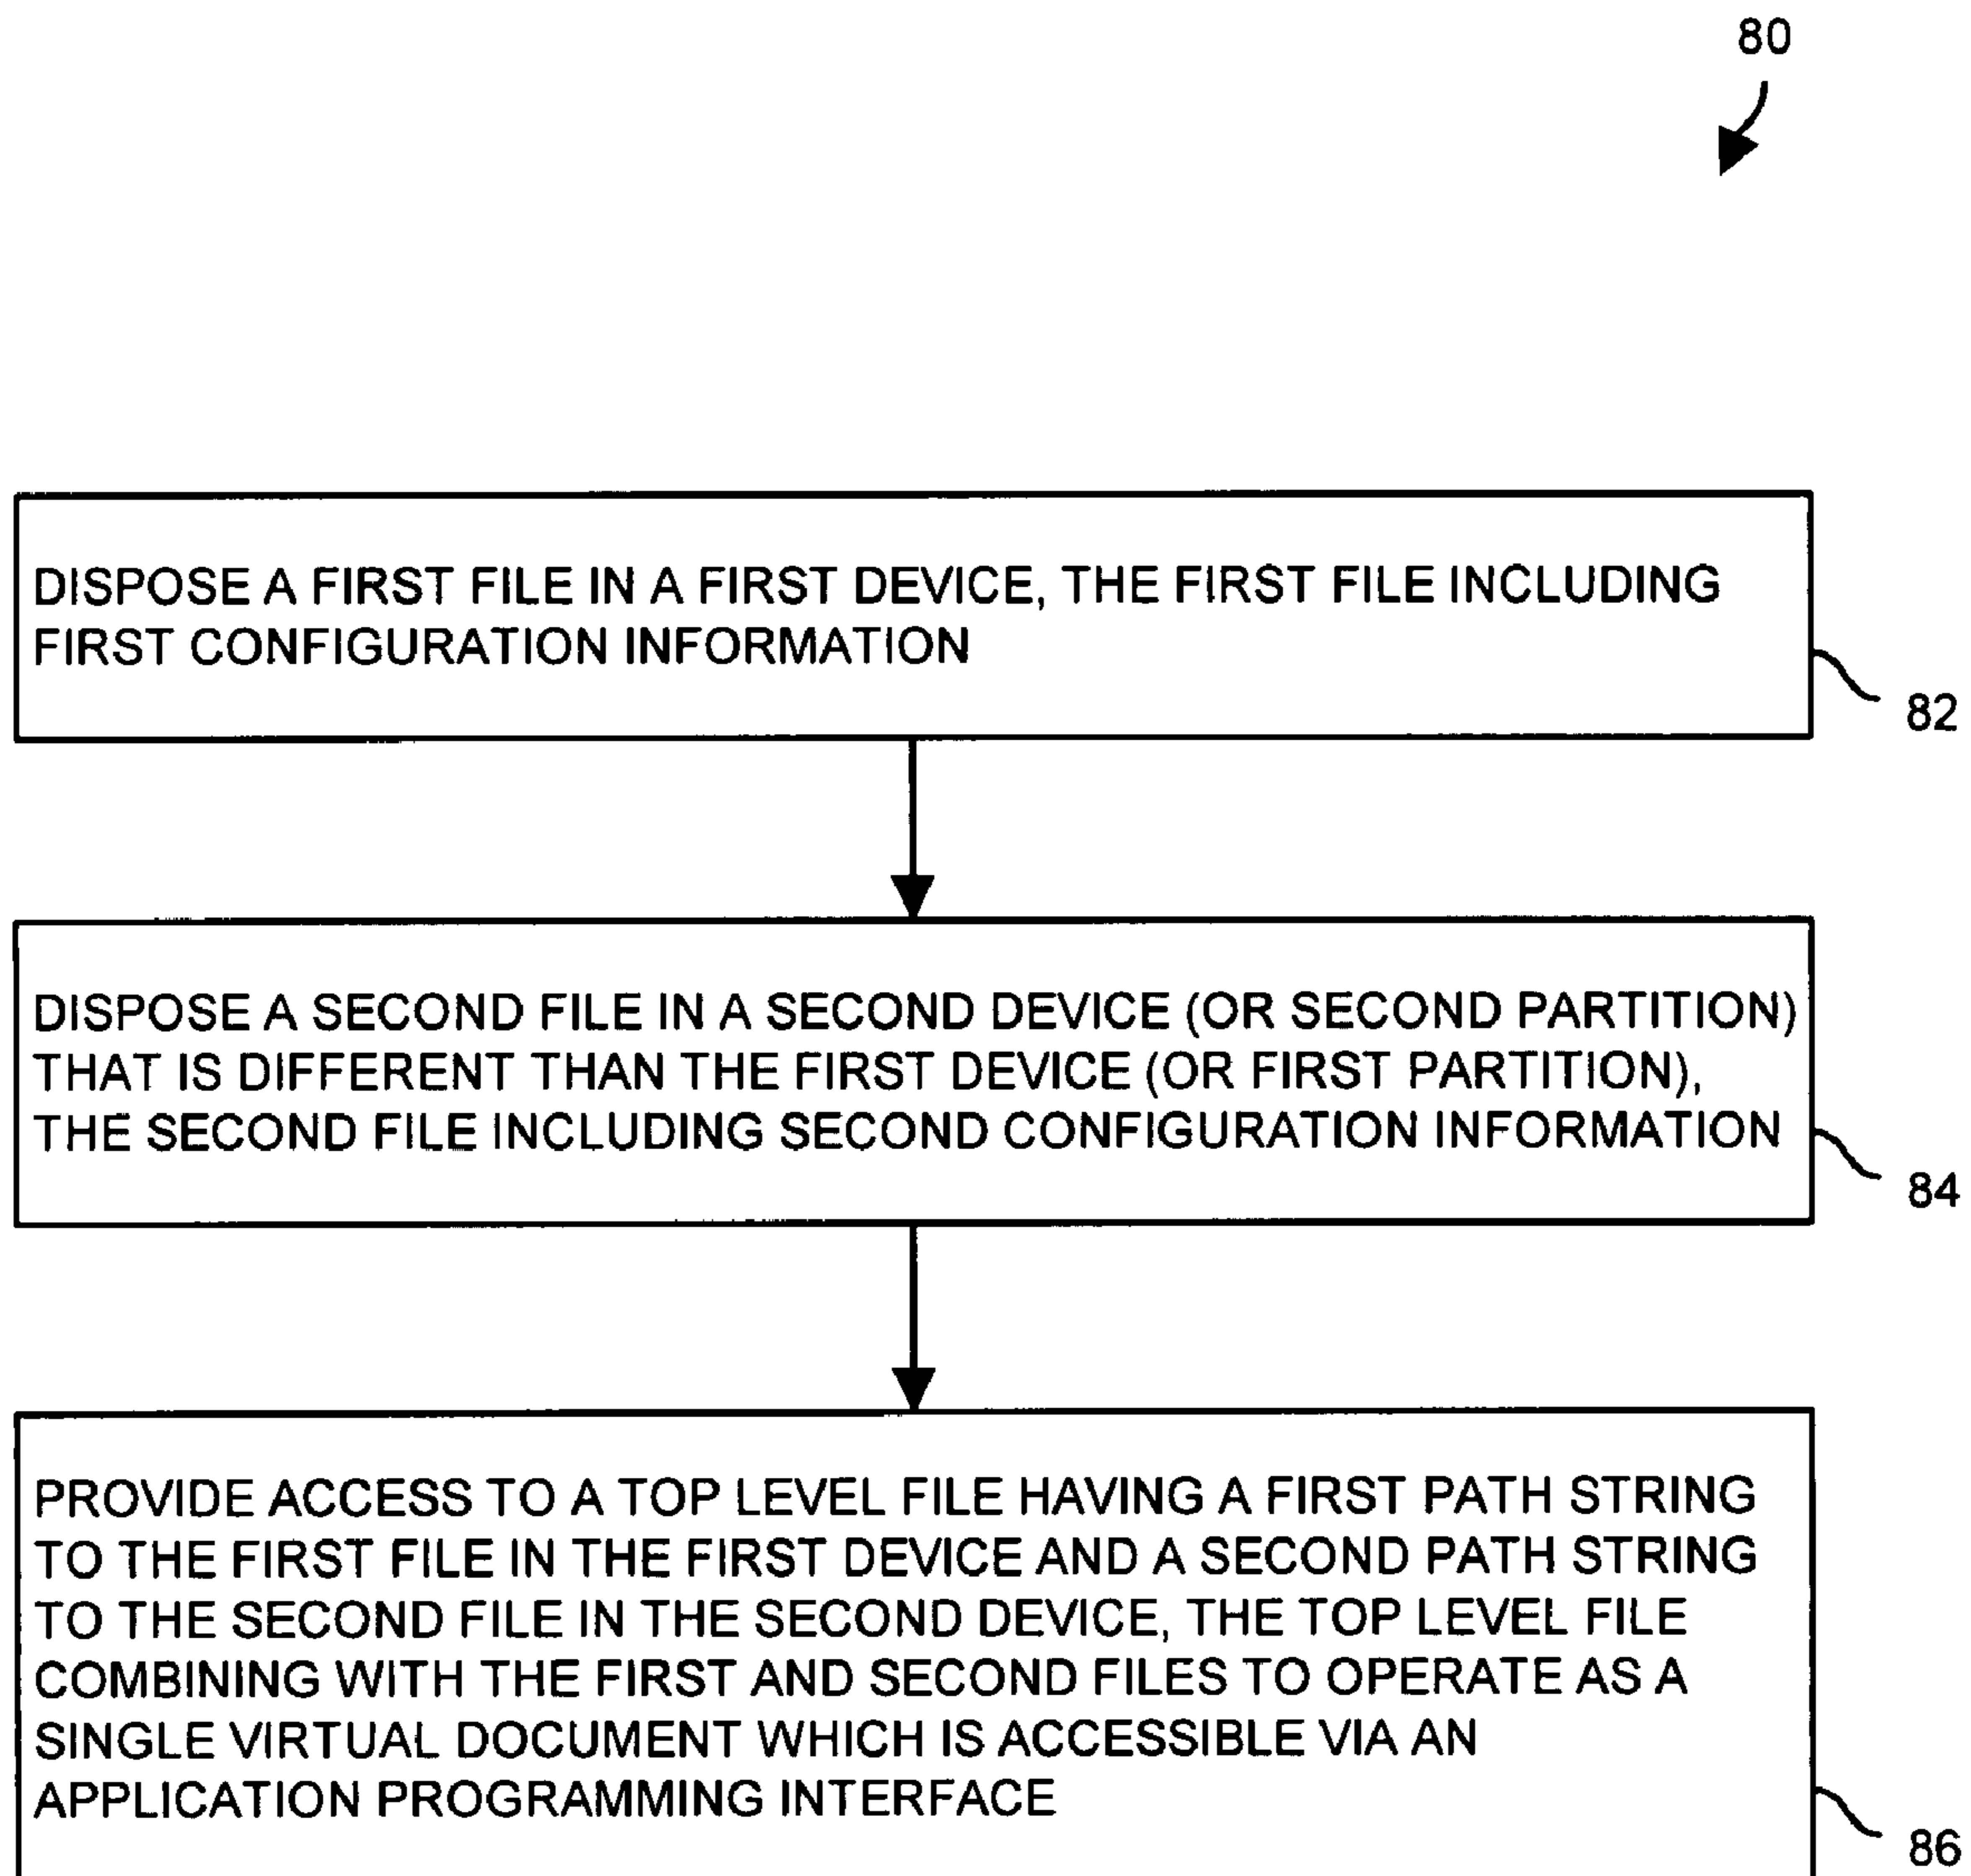 80
DISPOSE A FIRST FILE IN A FIRST DEVICE, THE FIRST FILE INCLUDING
FIRST CONFIGURATION INFORMATION
82
DISPOSE A SECOND FILE IN A SECOND DEVICE (OR SECOND PARTITION)
THAT IS DIFFERENT THAN THE FIRST DEVICE (OR FIRST PARTITION),
THE SECOND FILE INCLUDING SECOND CONFIGURATION INFORMATION
84
PROVIDE ACCESS TO A TOP LEVEL FILE HAVING A FIRST PATH STRING
TO THE FIRST FILE IN THE FIRST DEVICE AND A SECOND PATH STRING
TO THE SECOND FILE IN THE SECOND DEVICE, THE TOP LEVEL FILE
COMBINING WITH THE FIRST AND SECOND FILES TO OPERATE AS A
SINGLE VIRTUAL DOCUMENT WHICH IS ACCESSIBLE VIA AN
APPLICATION PROGRAMMING INTERFACE
86